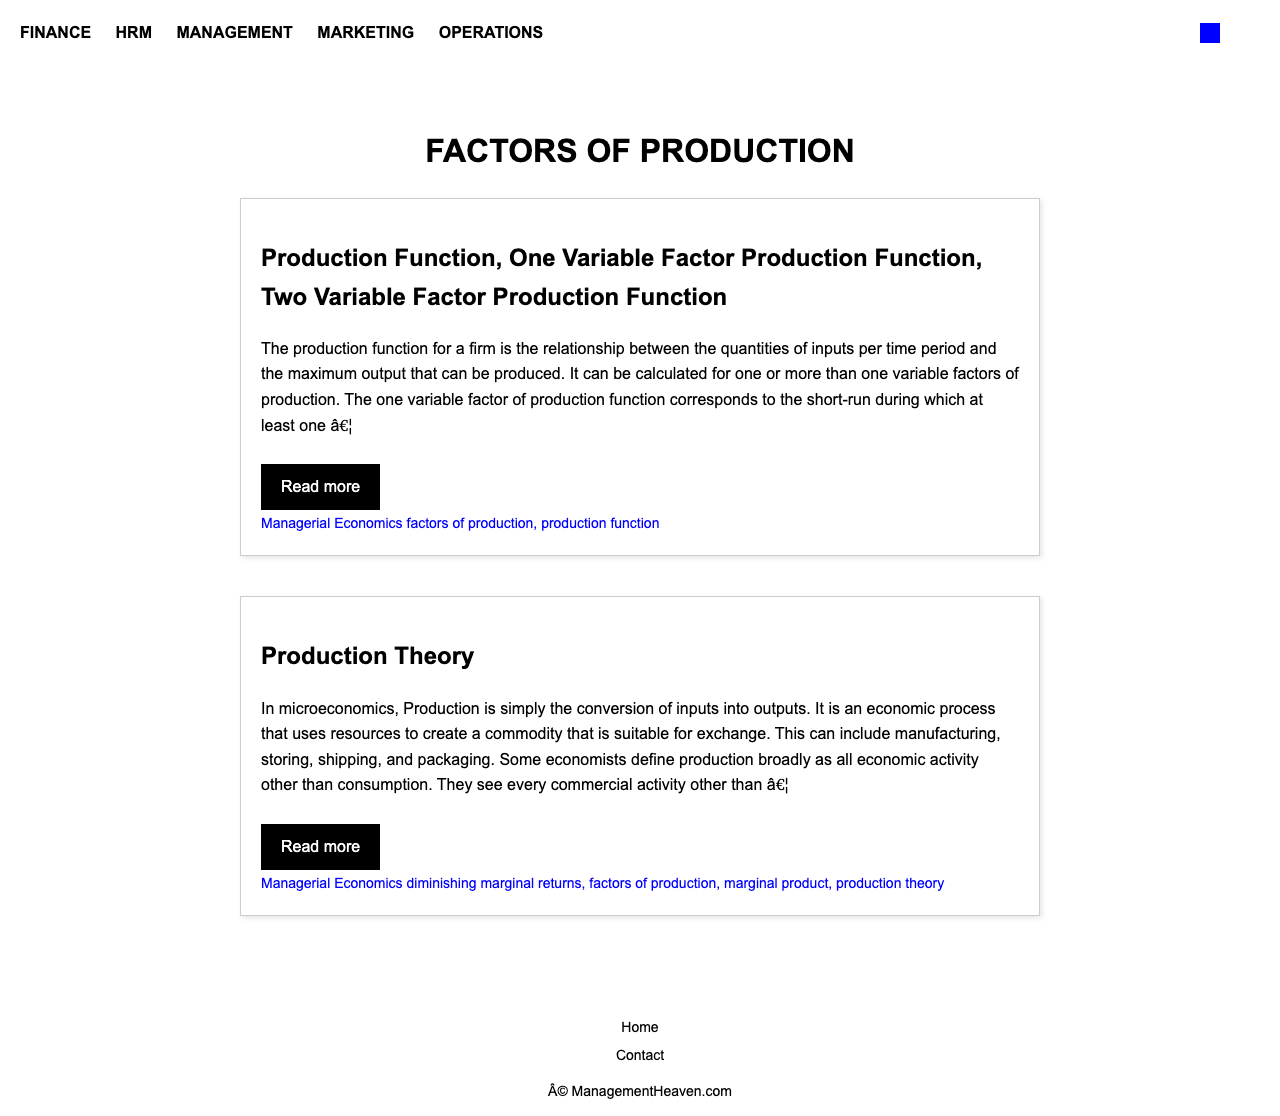 FINANCE HRM MANAGEMENT MARKETING OPERATIONS
FACTORS OF PRODUCTION
Production Function, One Variable Factor Production Function,
Two Variable Factor Production Function
The production function for a firm is the relationship between the quantities of inputs per time period and
the maximum output that can be produced. It can be calculated for one or more than one variable factors of
production. The one variable factor of production function corresponds to the short-run during which at
least one â€¦
Read more
Managerial Economics factors of production, production function
Production Theory
In microeconomics, Production is simply the conversion of inputs into outputs. It is an economic process
that uses resources to create a commodity that is suitable for exchange. This can include manufacturing,
storing, shipping, and packaging. Some economists define production broadly as all economic activity
other than consumption. They see every commercial activity other than â€¦
Read more
Managerial Economics diminishing marginal returns, factors of production, marginal product, production theory
Home
Contact
Â© ManagementHeaven.com